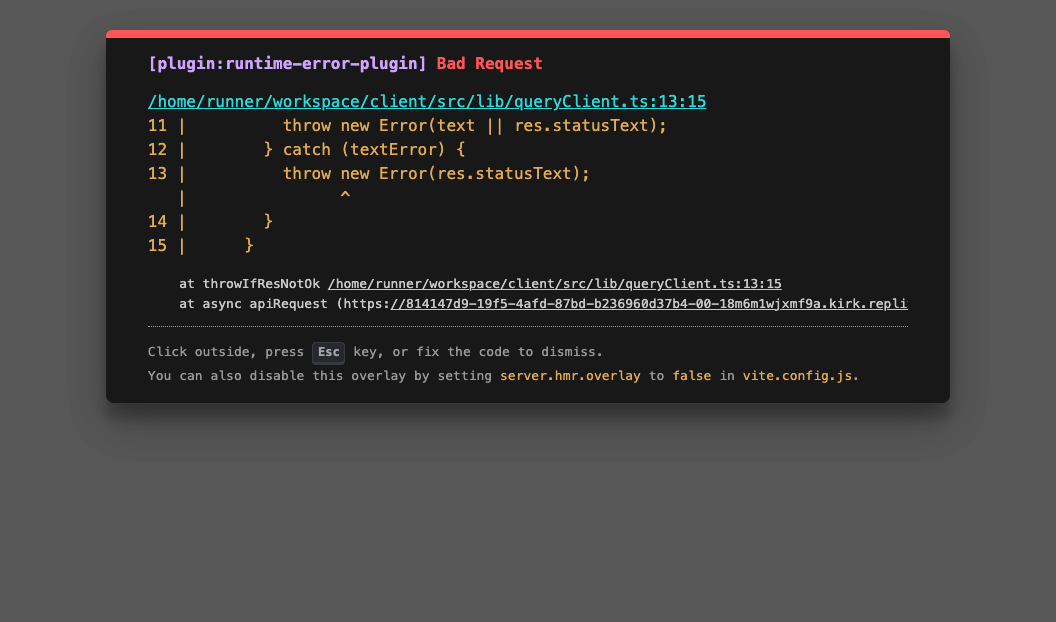 [plugin:runtime-error-plugin] Bad Request
/home/runner/workspace/client/src/lib/queryClient.ts:13:15
11 |          throw new Error(text || res.statusText);
12 |        } catch (textError) {
13 |          throw new Error(res.statusText);
   |                ^
14 |        }
15 |      }
at throwIfResNotOk /home/runner/workspace/client/src/lib/queryClient.ts:13:15
at async apiRequest (https://814147d9-19f5-4afd-87bd-b236960d37b4-00-18m6m1wjxmf9a.kirk.repli
Click outside, press Esc key, or fix the code to dismiss.
You can also disable this overlay by setting server.hmr.overlay to false in vite.config.js.